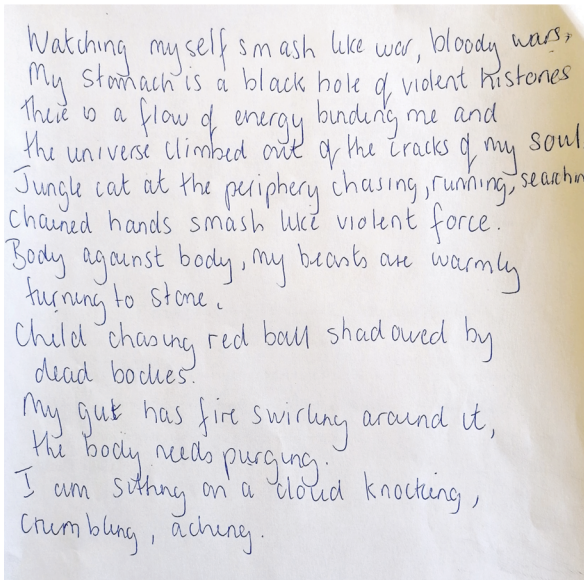 Watching myself smash like war, bloody wars,
My stomach is a black hole of violent histories
there is a flow of energy binding me and
the universe climbed out of the cracks of my soul
Jungle cat at the periphery chasing, running, searchin
chained hands smash like violent force.
Body against body, my beasts are warmly
turning to stone.
Child chasing red ball shadowed by
dead bodies.
My gut has fire swirling around it,
the body needs purging.
I am sitting on a cloud knocking,
crumbling, aching.